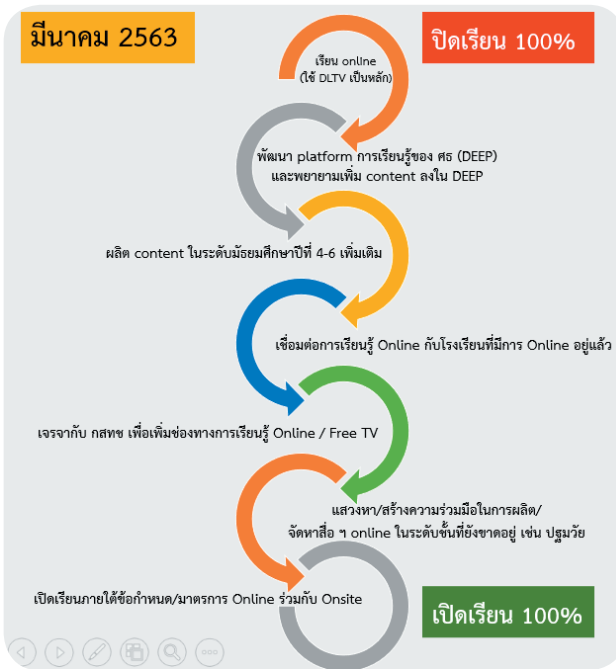 มีนาคม 2563
ปิดเรียน 100%
เรียน online
(ใช้ DLTV เป็นหลัก)
พัฒนา platform การเรียนรู้ของ ศธ (DEEP)
และพยายามเพิ่ม content ลงใน DEEP
ผลิต content ในระดับมัธยมศึกษาปีที่ 4-6 เพิ่มเติม
เชื่อมต่อการเรียนรู้ Online กับโรงเรียนที่มีการ Online อยู่แล้ว
เจรจากับ กสทช เพื่อเพิ่มช่องทางการเรียนรู้ Online / Free TV
แสวงหา/สร้างความร่วมมือในการผลิต/
จัดหาสื่อ ฯ online ในระดับชั้นที่ยังขาดอยู่ เช่น ปฐมวัย
เปิดเรียนภายใต้ข้อกำหนด/มาตรการ Online ร่วมกับ Onsite
เปิดเรียน 100%